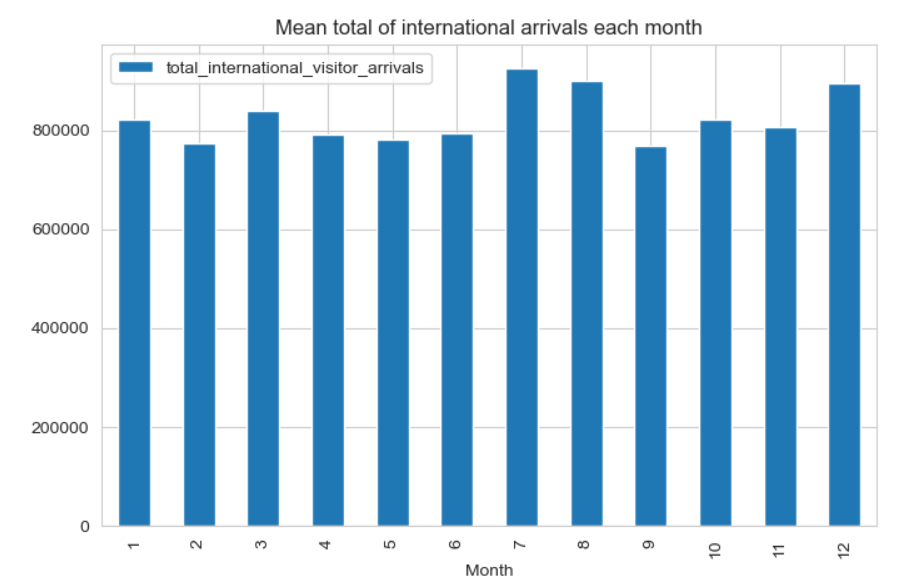 Mean total of international arrivals each month
total_international_visitor_arrivals
800000
600000
400000
200000
0
1 2 3 4 5 6 7 8 9 10 11 12
Month